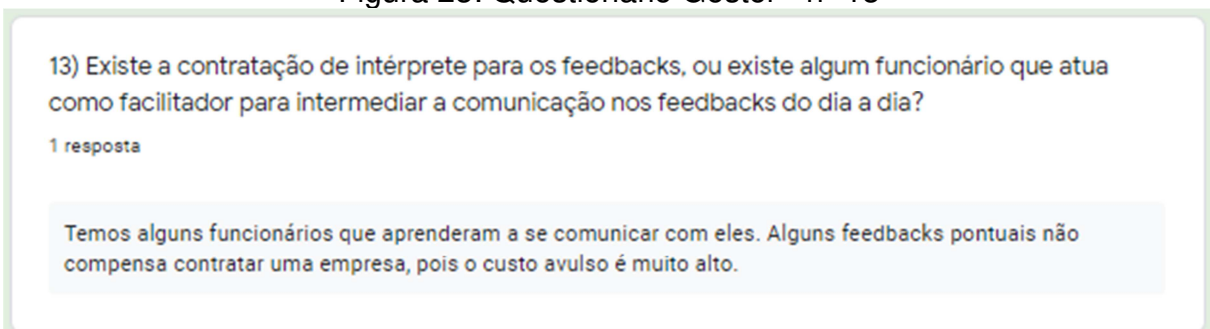 13) Existe a contratação de intérprete para os feedbacks, ou existe algum funcionário que atua
como facilitador para intermediar a comunicação nos feedbacks do dia a dia?
1 resposta
Temos alguns funcionários que aprenderam a se comunicar com eles. Alguns feedbacks pontuais não
compensa contratar uma empresa, pois o custo avulso é muito alto.